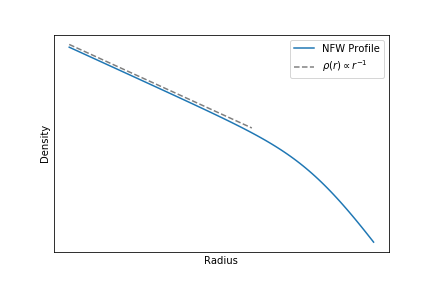 NFW Profile
ρ(r) ∝ r⁻¹
Density
Radius